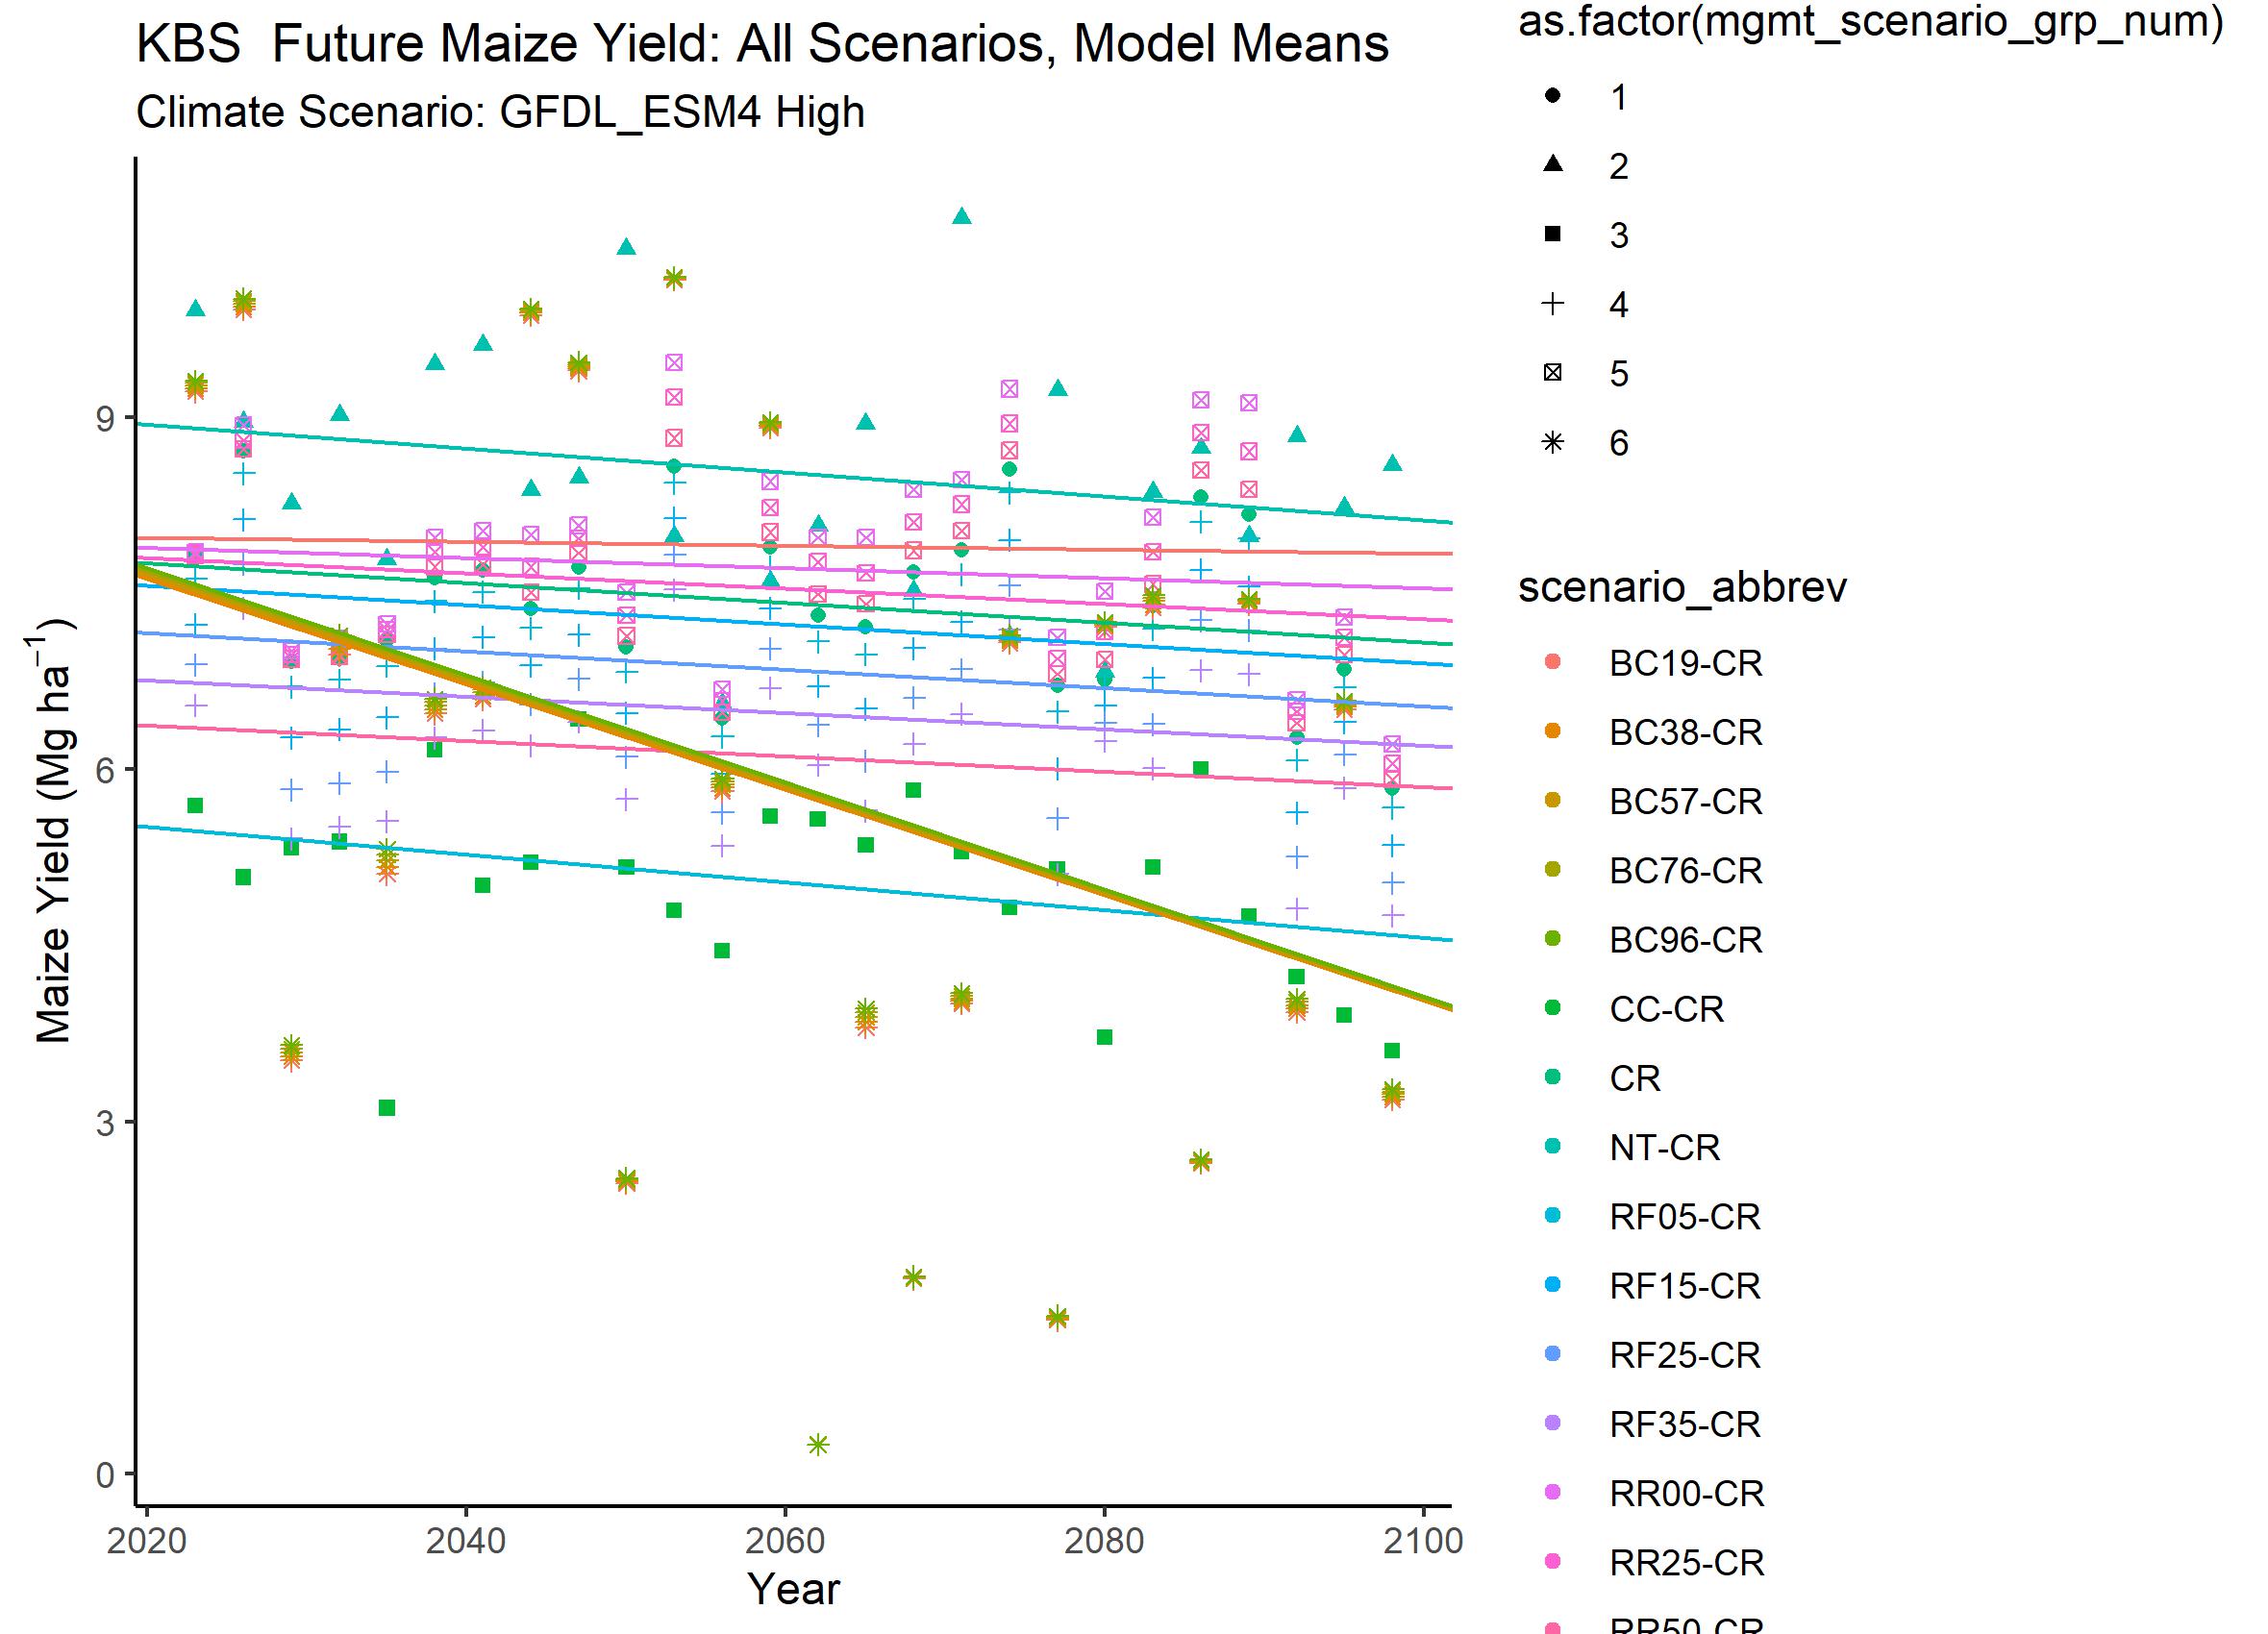 KBS  Future Maize Yield: All Scenarios, Model Means
Climate Scenario: GFDL_ESM4 High
Maize Yield (Mg ha⁻¹)
9
6
3
0
2020
2040
2060
2080
2100
Year
as.factor(mgmt_scenario_grp_num)
1
2
3
4
5
6
scenario_abbrev
BC19-CR
BC38-CR
BC57-CR
BC76-CR
BC96-CR
CC-CR
CR
NT-CR
RF05-CR
RF15-CR
RF25-CR
RF35-CR
RR00-CR
RR25-CR
RR50-CR